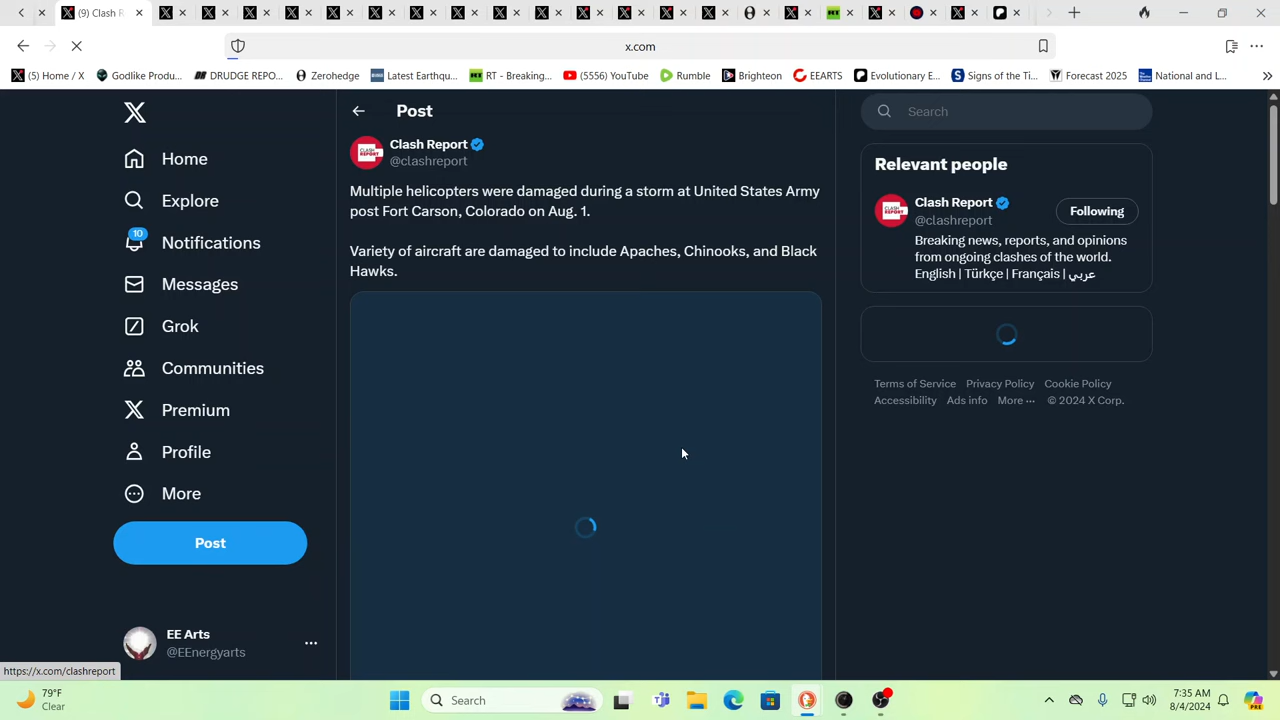 (9) Clash R
x.com
(5) Home / X
Godlike Produ...
DRUDGE REPO...
Zerohedge
Latest Earthqu...
RT - Breaking...
(5556) YouTube
Rumble
Brighteon
EEARTS
Evolutionary E...
Signs of the Ti...
Forecast 2025
National and L...
Post
Search
Clash Report
@clashreport
Multiple helicopters were damaged during a storm at United States Army
post Fort Carson, Colorado on Aug. 1.
Variety of aircraft are damaged to include Apaches, Chinooks, and Black
Hawks.
Home
Explore
10
Notifications
Messages
Grok
Communities
Premium
Profile
More
Post
EE Arts
@EEnergyarts
Relevant people
Clash Report
@clashreport
Following
Breaking news, reports, and opinions
from ongoing clashes of the world.
English | Türkçe | Français | عربي
Terms of Service Privacy Policy Cookie Policy
Accessibility Ads info More ··· © 2024 X Corp.
https://x.com/clashreport
79°F
Clear
Search
7:35 AM
8/4/2024